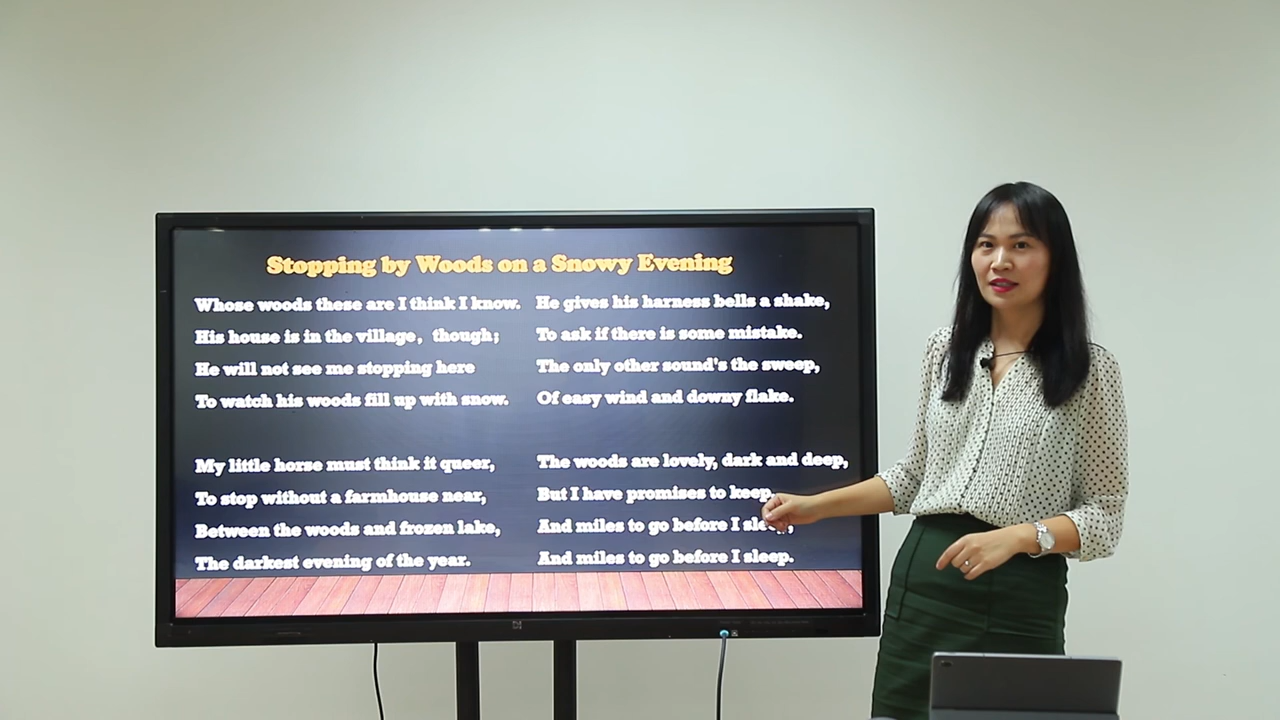 Stopping by Woods on a Snowy Evening
Whose woods these are I think I know.
His house is in the village, though;
He will not see me stopping here
To watch his woods fill up with snow.
My little horse must think it queer,
To stop without a farmhouse near,
Between the woods and frozen lake,
The darkest evening of the year.
He gives his harness bells a shake,
To ask if there is some mistake.
The only other sound's the sweep,
Of easy wind and downy flake.
The woods are lovely, dark and deep,
But I have promises to keep,
And miles to go before I sleep,
And miles to go before I sleep.